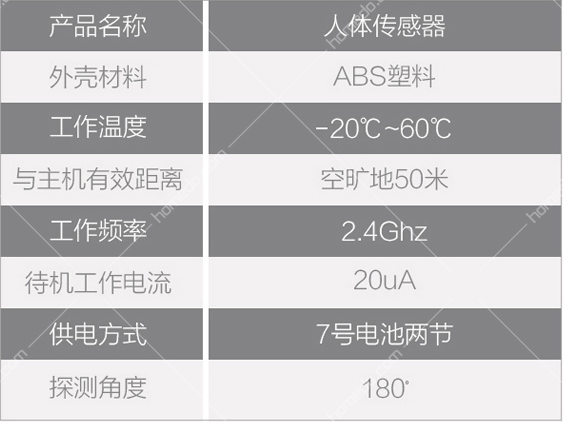 产品名称 人体传感器
外壳材料 ABS塑料
工作温度 -20℃~60℃
与主机有效距离 空旷地50米
工作频率 2.4Ghz
待机工作电流 20uA
供电方式 7号电池两节
探测角度 180°